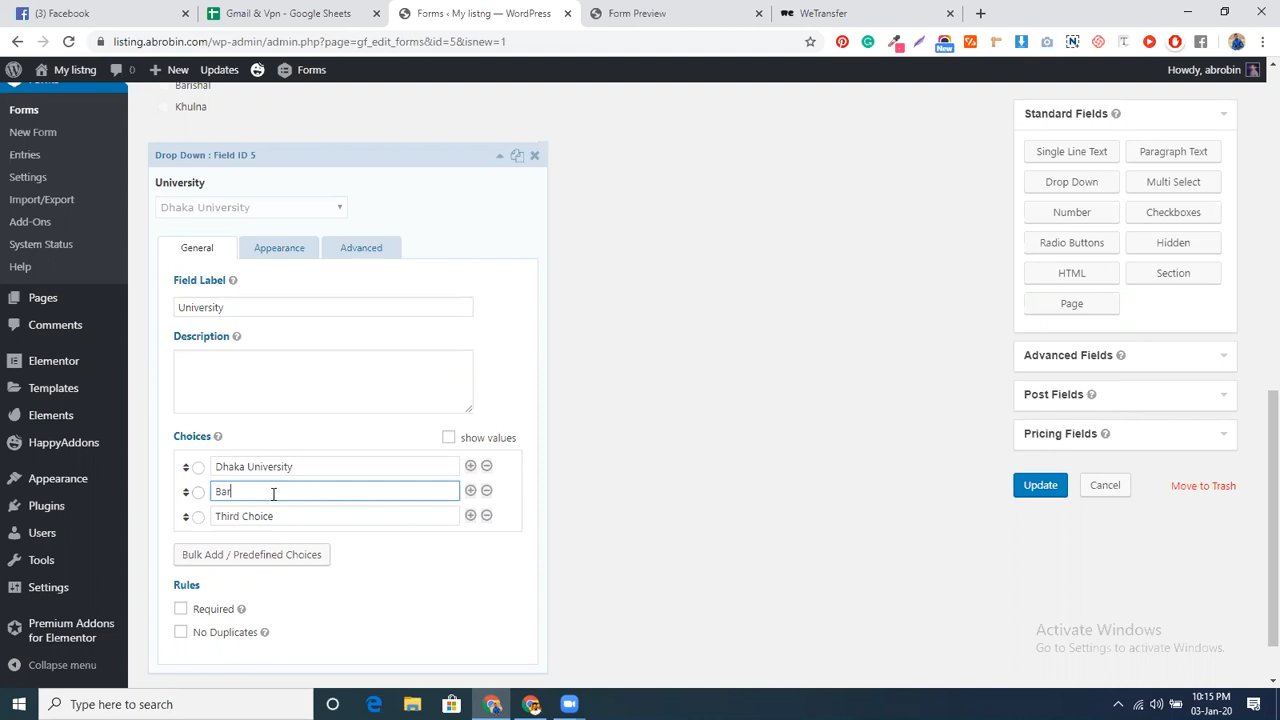 (3) Facebook
Gmail & Vpn - Google Sheets
Forms ‹ My listng — WordPress
Form Preview
WeTransfer
listing.abrobin.com/wp-admin/admin.php?page=gf_edit_forms&id=5&isnew=1
My listng
0
New
Updates
Forms
Howdy, abrobin
Forms
New Form
Entries
Settings
Import/Export
Add-Ons
System Status
Help
Pages
Comments
Elementor
Templates
Elements
HappyAddons
Appearance
Plugins
Users
Tools
Settings
Premium Addons
for Elementor
Collapse menu
Barishal
Khulna
Drop Down : Field ID 5
University
Dhaka University
General
Appearance
Advanced
Field Label
University
Description
Choices
show values
Dhaka University
Bar
Third Choice
Bulk Add / Predefined Choices
Rules
Required
No Duplicates
Standard Fields
Single Line Text
Paragraph Text
Drop Down
Multi Select
Number
Checkboxes
Radio Buttons
Hidden
HTML
Section
Page
Advanced Fields
Post Fields
Pricing Fields
Update
Cancel
Move to Trash
Activate Windows
Go to Settings to activate Windows.
Type here to search
10:15 PM
03-Jan-20